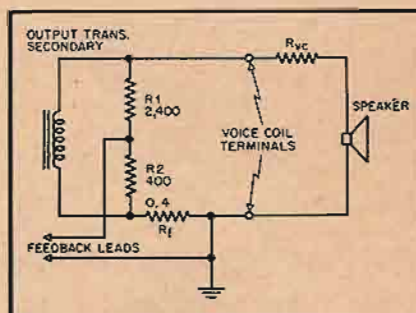 OUTPUT TRANS.
SECONDARY
R1
2,400
R2
400
0,4
Rf
FEEDBACK LEADS
VOICE COIL
TERMINALS
Rvc
SPEAKER